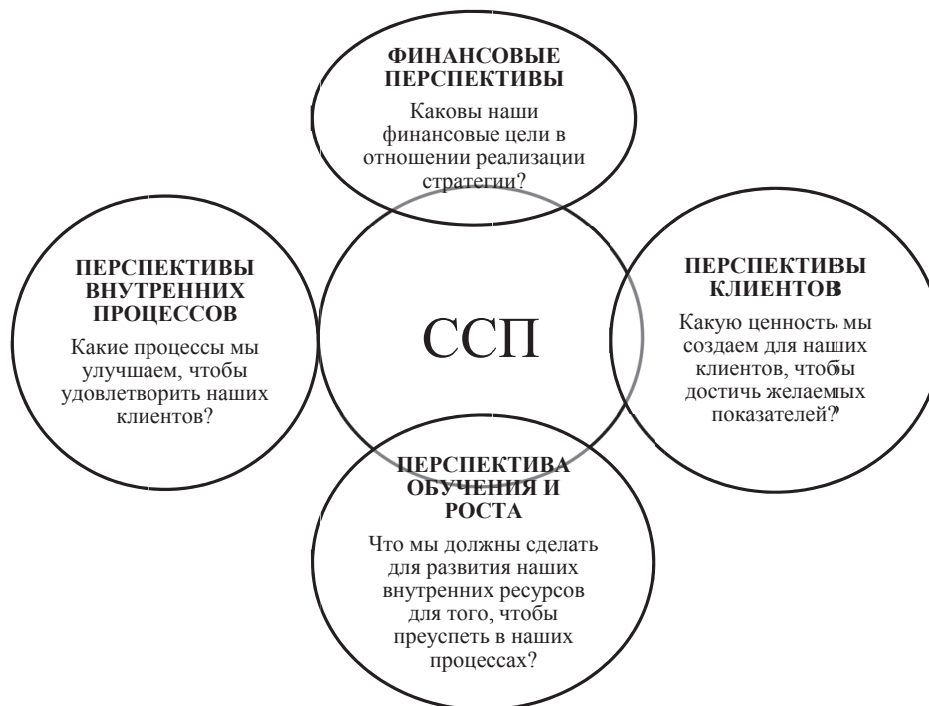 ФИНАНСОВЫЕ
ПЕРСПЕКТИВЫ
Каковы наши
финансовые цели в
отношении реализации
стратегии?
ПЕРСПЕКТИВЫ
ВНУТРЕННИХ
ПРОЦЕССОВ
Какие процессы мы
улучшаем, чтобы
удовлетворить наших
клиентов?
ССП
ПЕРСПЕКТИВЫ
КЛИЕНТОВ
Какую ценность мы
создаем для наших
клиентов, чтобы
достичь желаемых
показателей?
ПЕРСПЕКТИВА
ОБУЧЕНИЯ И
РОСТА
Что мы должны сделать
для развития наших
внутренних ресурсов
для того, чтобы
преуспеть в наших
процессах?